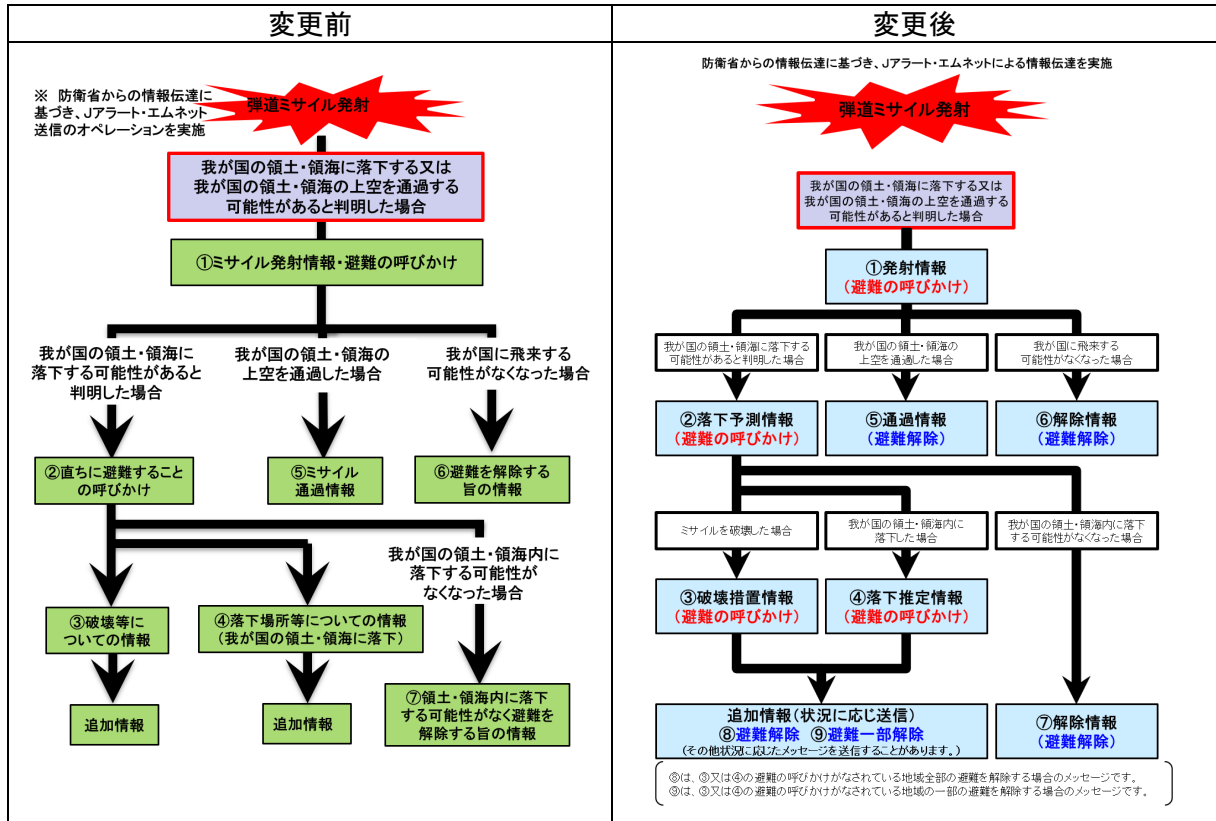 変更前
※ 防衛省からの情報伝達に
基づき、Jアラート・エムネット
送信のオペレーションを実施
弾道ミサイル発射
我が国の領土・領海に落下する又は
我が国の領土・領海の上空を通過する
可能性があると判明した場合
①ミサイル発射情報・避難の呼びかけ
我が国の領土・領海に
落下する可能性があると
判明した場合
我が国の領土・領海の
上空を通過した場合
我が国に飛来する
可能性がなくなった場合
②直ちに避難すること
の呼びかけ
⑤ミサイル
通過情報
⑥避難を解除する
旨の情報
我が国の領土・領海内に
落下する可能性が
なくなった場合
③破壊等に
ついての情報
④落下場所等についての情報
(我が国の領土・領海に落下)
追加情報
追加情報
⑦領土・領海内に落下
する可能性がなく避難を
解除する旨の情報
変更後
防衛省からの情報伝達に基づき、Jアラート・エムネットによる情報伝達を実施
弾道ミサイル発射
我が国の領土・領海に落下する又は
我が国の領土・領海の上空を通過する
可能性があると判明した場合
①発射情報
(避難の呼びかけ)
我が国の領土・領海に落下する
可能性があると判明した場合
我が国の領土・領海の
上空を通過した場合
我が国に飛来する
可能性がなくなった場合
②落下予測情報
(避難の呼びかけ)
⑤通過情報
(避難解除)
⑥解除情報
(避難解除)
ミサイルを破壊した場合
我が国の領土・領海内に
落下した場合
我が国の領土・領海内に落下
する可能性がなくなった場合
③破壊措置情報
(避難の呼びかけ)
④落下推定情報
(避難の呼びかけ)
追加情報(状況に応じ送信)
⑧避難解除 ⑨避難一部解除
(その他状況に応じたメッセージを送信することがあります。)
⑦解除情報
(避難解除)
⑧は、③又は④の避難の呼びかけがなされている地域全部の避難を解除する場合のメッセージです。
⑨は、③又は④の避難の呼びかけがなされている地域の一部の避難を解除する場合のメッセージです。